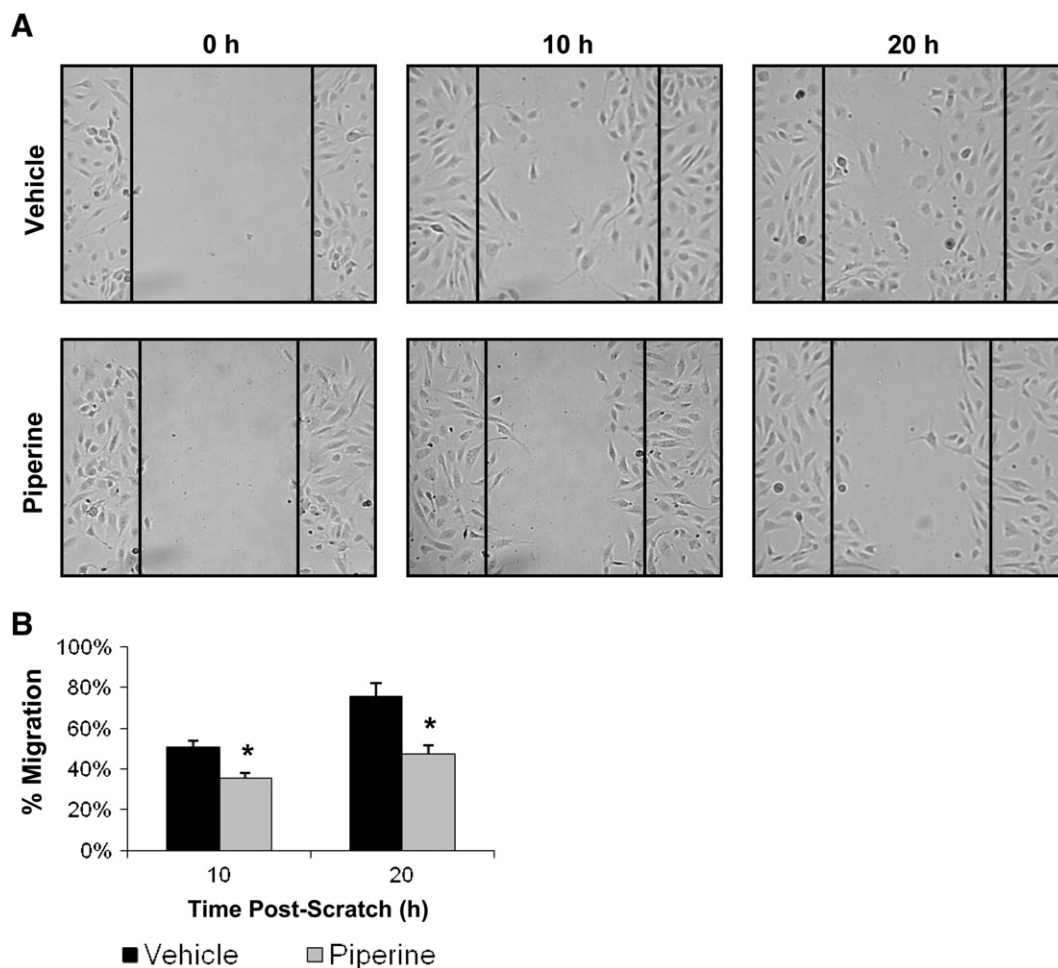 A
0 h 10 h 20 h
Vehicle
Piperine
B
100%
80%
60%
40%
20%
0%
% Migration
* *
10 20
Time Post-Scratch (h)
Vehicle Piperine